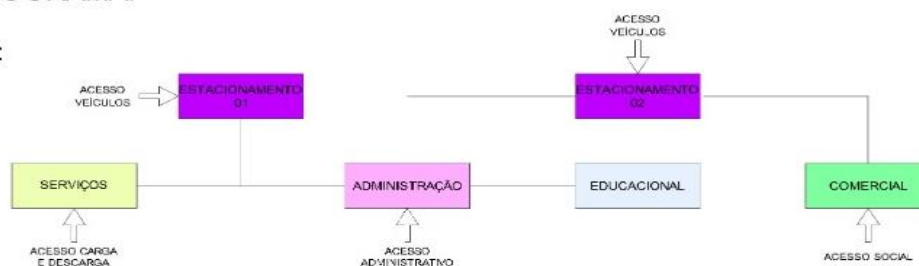 ACESSO
VEÍCULOS
ACESSO
VEÍCULOS
ESTACIONAMENTO
01
ESTACIONAMENTO
02
SERVIÇOS
ADMINISTRAÇÃO
EDUCACIONAL
COMERCIAL
ACESSO CARGA
E DESCARGA
ACESSO
ADMINISTRATIVO
ACESSO SOCIAL